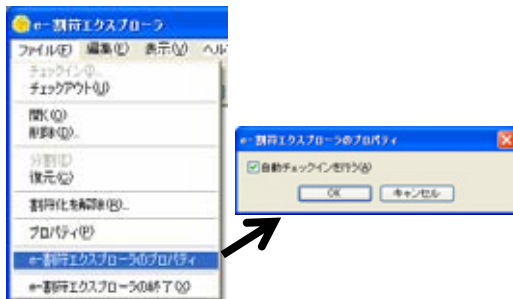 e-割符エクスプローラ
ファイル(F) 編集(E) 表示(V) ヘル
チェックイン(I)...
チェックアウト(U)
開く(O)
削除(D)...
分割(D)
復元(C)
割符化を解除(R)...
プロパティ(P)
e-割符エクスプローラのプロパティ
e-割符エクスプローラの終了(X)
e-割符エクスプローラのプロパティ
自動チェックインを行う(A)
OK キャンセル